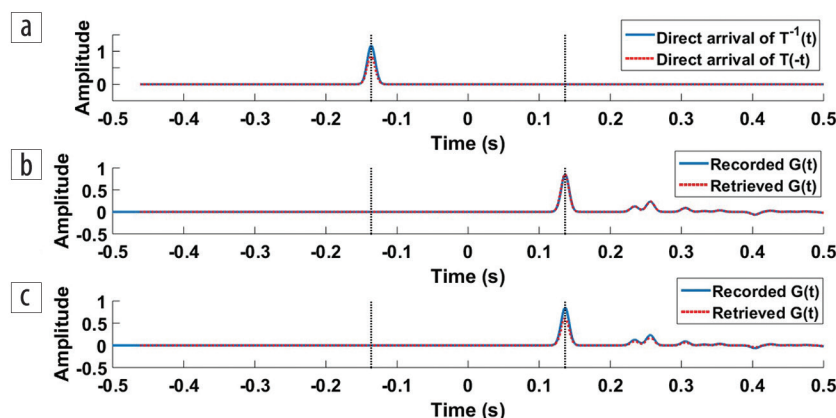 a
Amplitude
1
0
Direct arrival of T⁻¹(t)
Direct arrival of T(-t)
-0.5 -0.4 -0.3 -0.2 -0.1 0 0.1 0.2 0.3 0.4 0.5
Time (s)
b
Amplitude
1
0.5
0
-0.5
Recorded G(t)
Retrieved G(t)
-0.5 -0.4 -0.3 -0.2 -0.1 0 0.1 0.2 0.3 0.4 0.5
Time (s)
c
Amplitude
1
0.5
0
-0.5
Recorded G(t)
Retrieved G(t)
-0.5 -0.4 -0.3 -0.2 -0.1 0 0.1 0.2 0.3 0.4 0.5
Time (s)